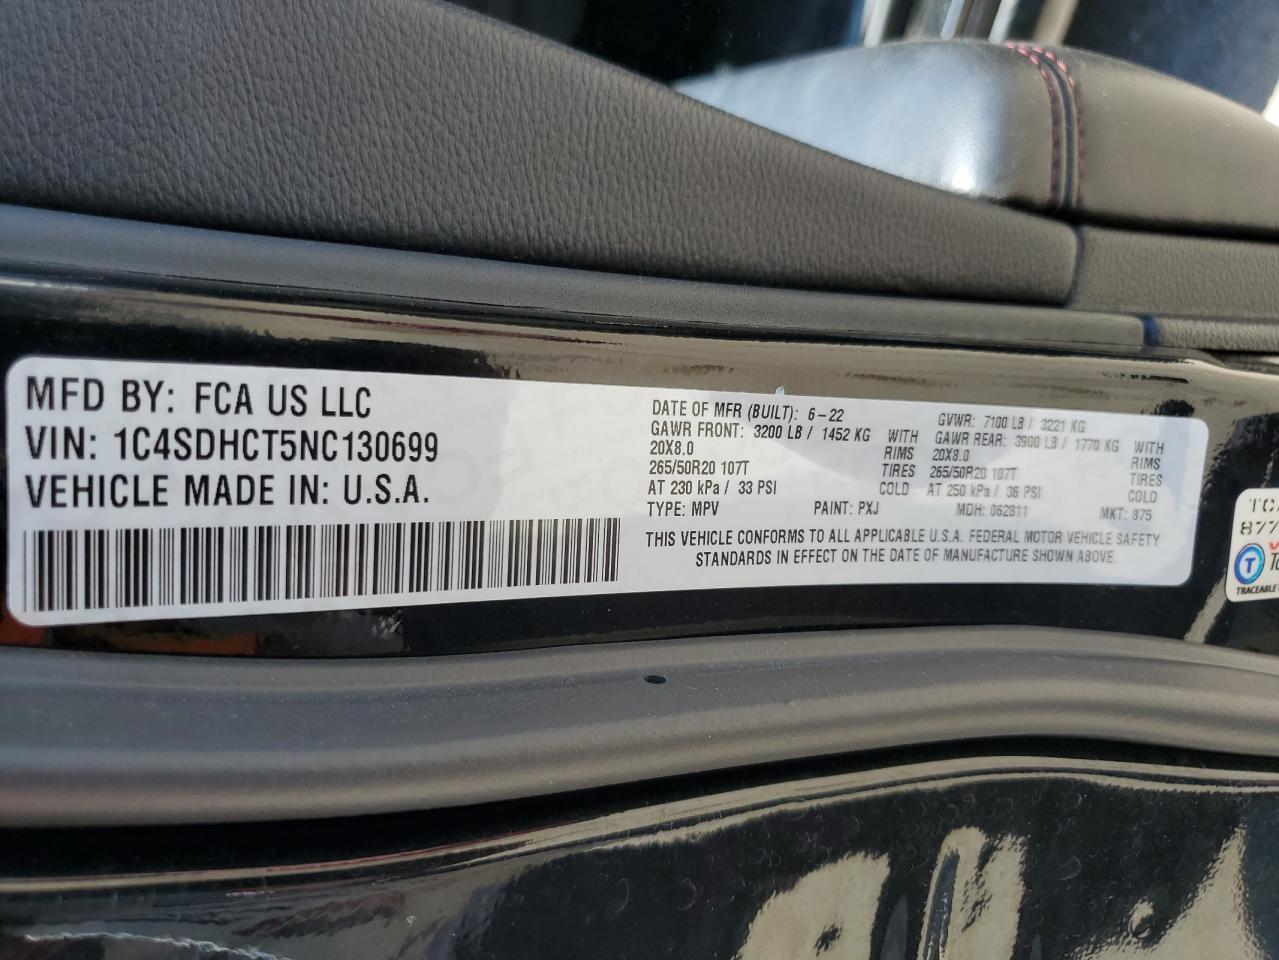 MFD BY: FCA US LLC
VIN: 1C4SDHCT5NC130699
VEHICLE MADE IN: U.S.A.
DATE OF MFR (BUILT): 6-22 GVWR: 7100 LB / 3221 KG
GAWR FRONT: 3200 LB / 1452 KG WITH GAWR REAR: 3900 LB / 1770 KG WITH
20X8.0 RIMS 20X8.0 RIMS
265/50R20 107T TIRES 265/50R20 107T TIRES
AT 230 kPa / 33 PSI COLD AT 250 kPa / 36 PSI COLD
TYPE: MPV PAINT: PXJ MDH: 062811 MKT: 875
THIS VEHICLE CONFORMS TO ALL APPLICABLE U.S.A. FEDERAL MOTOR VEHICLE SAFETY
STANDARDS IN EFFECT ON THE DATE OF MANUFACTURE SHOWN ABOVE.
877
T
TRACEABLE